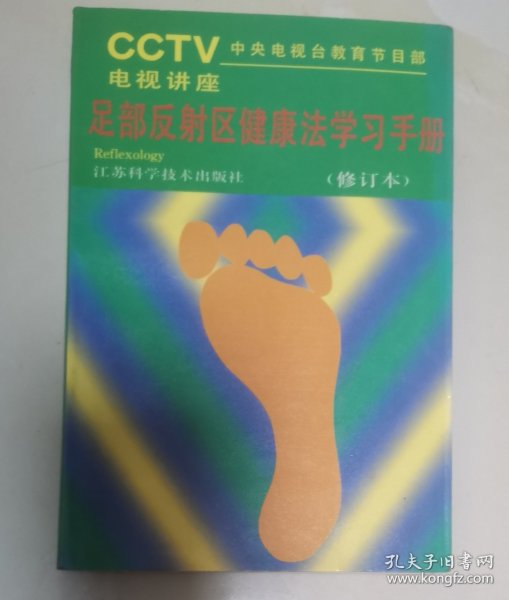 CCTV 中央电视台教育节目部
电视讲座
足部反射区健康法学习手册
Reflexology
江苏科学技术出版社 (修订本)
孔夫子旧书网
www.kongfz.com